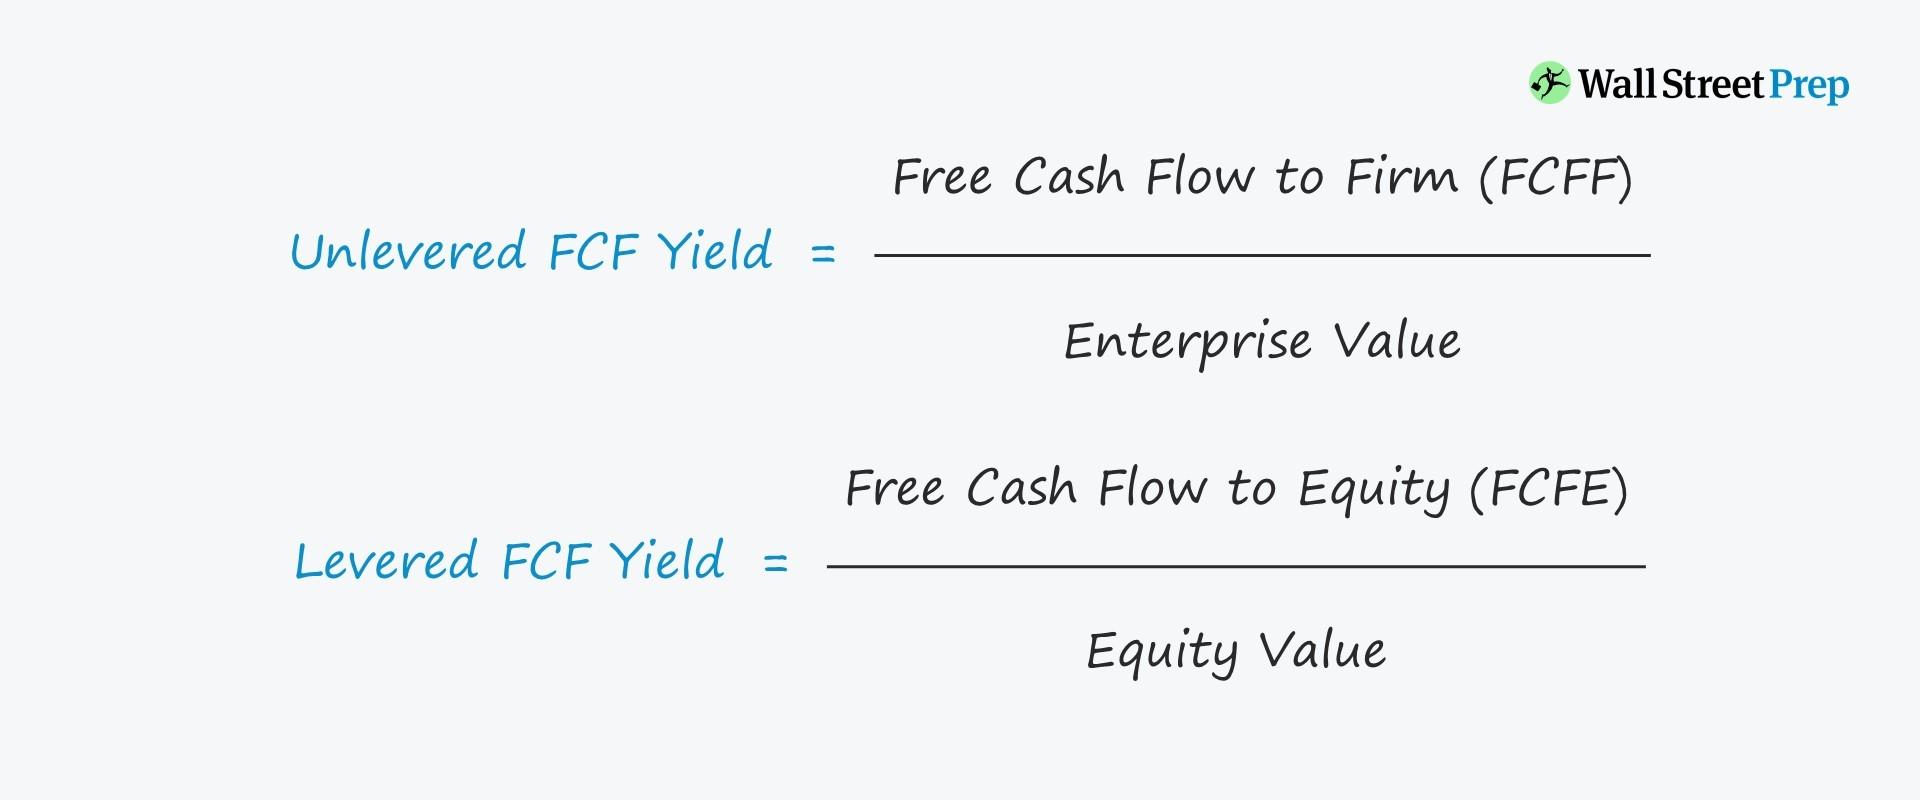 Wall Street Prep
Free Cash Flow to Firm (FCFF)
Unlevered FCF Yield =
Enterprise Value
Free Cash Flow to Equity (FCFE)
Levered FCF Yield =
Equity Value